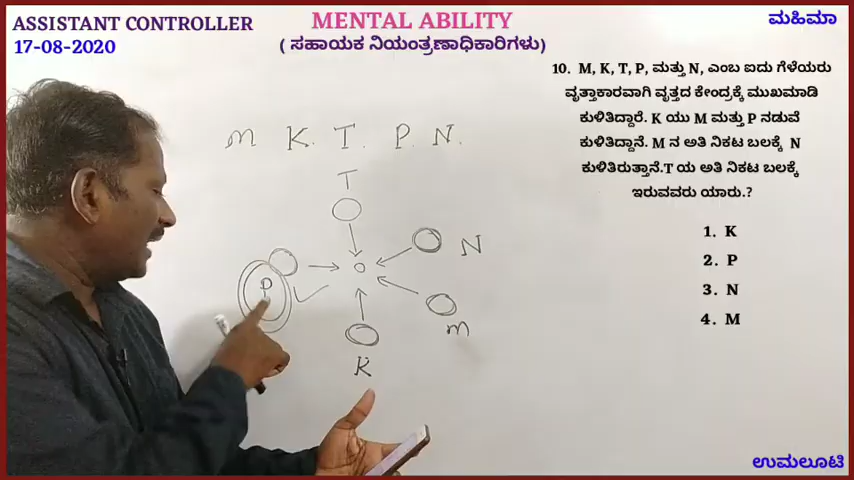 ASSISTANT CONTROLLER
17-08-2020
MENTAL ABILITY
( ಸಹಾಯಕ ನಿಯಂತ್ರಣಾಧಿಕಾರಿಗಳು)
ಮಹಿಮಾ
10. M, K, T, P, ಮತ್ತು N, ಎಂಬ ಐದು ಗೆಳೆಯರು
ವೃತ್ತಾಕಾರವಾಗಿ ವೃತ್ತದ ಕೇಂದ್ರಕ್ಕೆ ಮುಖಮಾಡಿ
ಕುಳಿತಿದ್ದಾರೆ. K ಯು M ಮತ್ತು P ನಡುವೆ
ಕುಳಿತಿದ್ದಾನೆ. M ನ ಅತಿ ನಿಕಟ ಬಲಕ್ಕೆ N
ಕುಳಿತಿರುತ್ತಾನೆ.T ಯ ಅತಿ ನಿಕಟ ಬಲಕ್ಕೆ
ಇರುವವರು ಯಾರು.?
1. K
2. P
3. N
4. M
M K. T. P. N.
T
N
P
M
K
ಉಮಲೂಟಿ